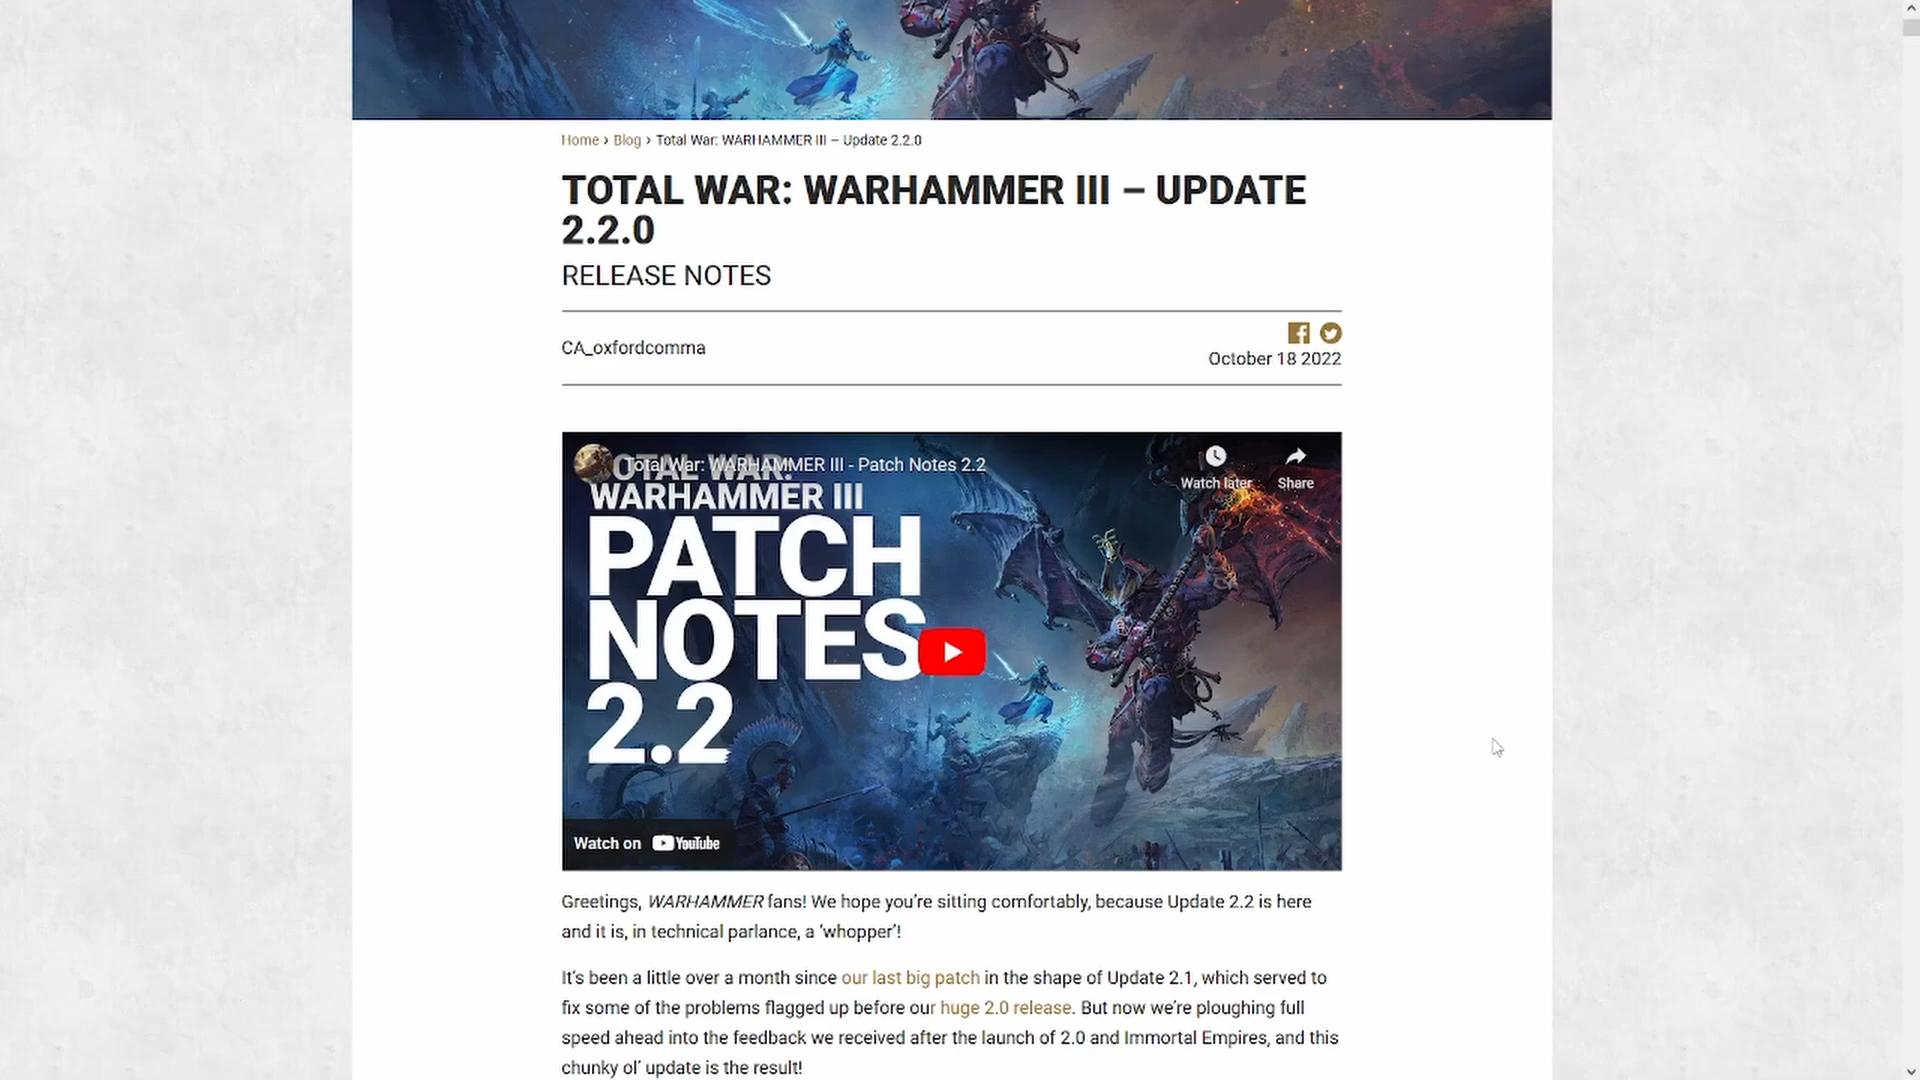 Home › Blog › Total War: WARHAMMER III – Update 2.2.0
TOTAL WAR: WARHAMMER III – UPDATE
2.2.0
RELEASE NOTES
CA_oxfordcomma
October 18 2022
Total War: WARHAMMER III - Patch Notes 2.2
Watch later
Share
TOTAL WAR:
WARHAMMER III
PATCH
NOTES
2.2
Watch on YouTube
Greetings, WARHAMMER fans! We hope you’re sitting comfortably, because Update 2.2 is here
and it is, in technical parlance, a ‘whopper’!
It’s been a little over a month since our last big patch in the shape of Update 2.1, which served to
fix some of the problems flagged up before our huge 2.0 release. But now we’re ploughing full
speed ahead into the feedback we received after the launch of 2.0 and Immortal Empires, and this
chunky ol’ update is the result!